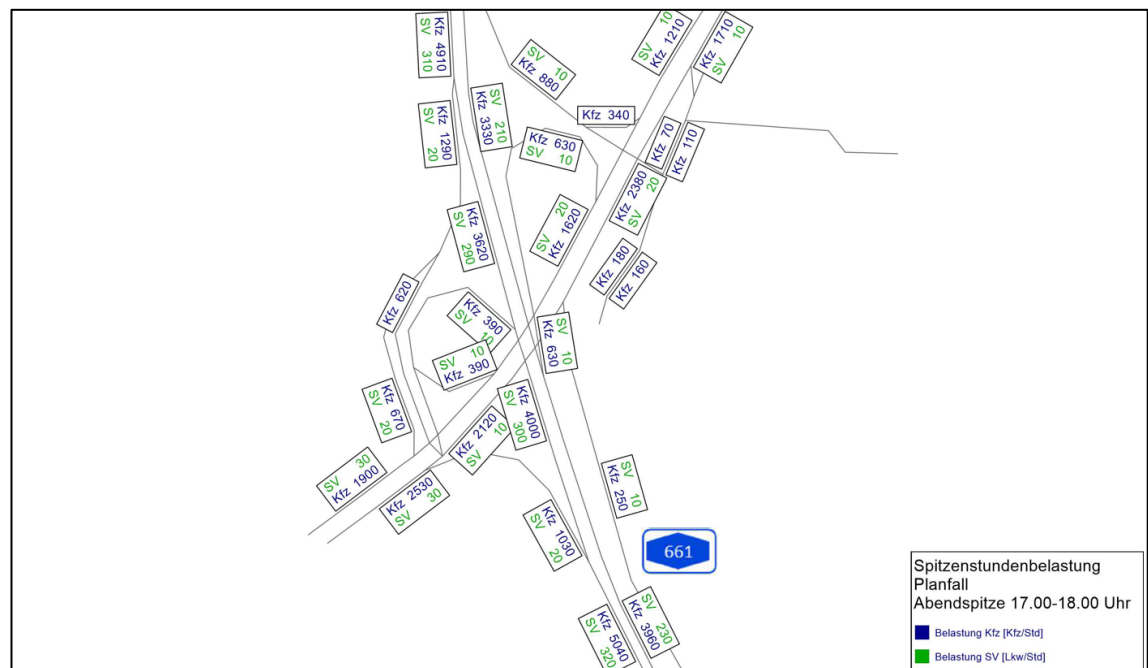 Kfz 4910
SV 310
Kfz 1290
SV 20
SV 210
Kfz 3330
SV 10
Kfz 880
Kfz 630
SV 10
Kfz 340
SV 10
Kfz 1210
Kfz 1710
SV 10
Kfz 70
Kfz 110
Kfz 2380
SV 20
SV 20
Kfz 1620
Kfz 180
Kfz 160
Kfz 3620
SV 290
Kfz 620
Kfz 390
SV 10
SV 10
Kfz 390
SV 10
Kfz 630
Kfz 670
SV 20
Kfz 4000
SV 300
Kfz 2120
SV 10
SV 30
Kfz 1900
Kfz 2530
SV 30
SV 10
Kfz 250
Kfz 1030
SV 20
661
SV 230
Kfz 3960
Kfz 5040
SV 320
Spitzenstundenbelastung
Planfall
Abendspitze 17.00-18.00 Uhr
Belastung Kfz [Kfz/Std]
Belastung SV [Lkw/Std]